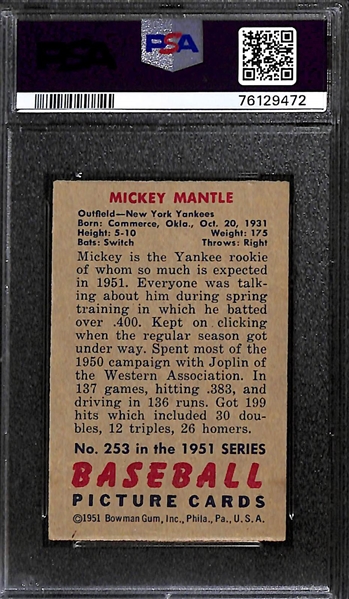 PSA
PSA
76129472
MICKEY MANTLE
Outfield—New York Yankees
Born: Commerce, Okla., Oct. 20, 1931
Height: 5-10 Weight: 175
Bats: Switch Throws: Right
Mickey is the Yankee rookie
of whom so much is expected
in 1951. Everyone was talk-
ing about him during spring
training in which he batted
over .400. Kept on clicking
when the regular season got
under way. Spent most of the
1950 campaign with Joplin of
the Western Association. In
137 games, hitting .383, and
driving in 136 runs. Got 199
hits which included 30 dou-
bles, 12 triples, 26 homers.
No. 253 in the 1951 SERIES
BASEBALL
PICTURE CARDS
©1951 Bowman Gum, Inc., Phila., Pa., U. S. A.